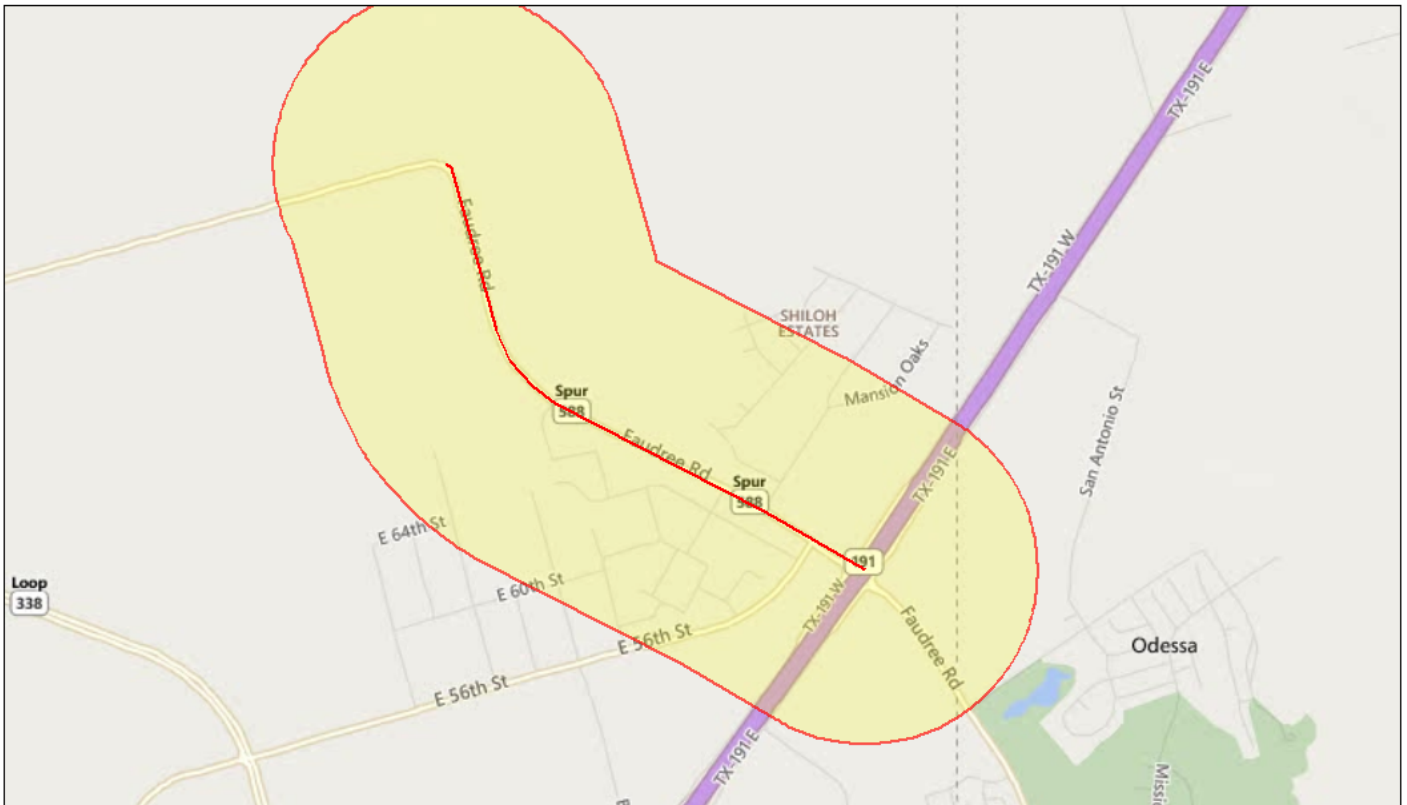 TX-191 E
TX-191 W
Faudree Rd
SHILOH
ESTATES
Mansion Oaks
Spur
588
San Antonio St
Faudree Rd
TX-191 E
Spur
588
E 64th St
191
Loop
338
E 60th St
TX-191 W
Faudree Rd
E 56th St
Odessa
E 56th St
TX-191 E
Missi
E